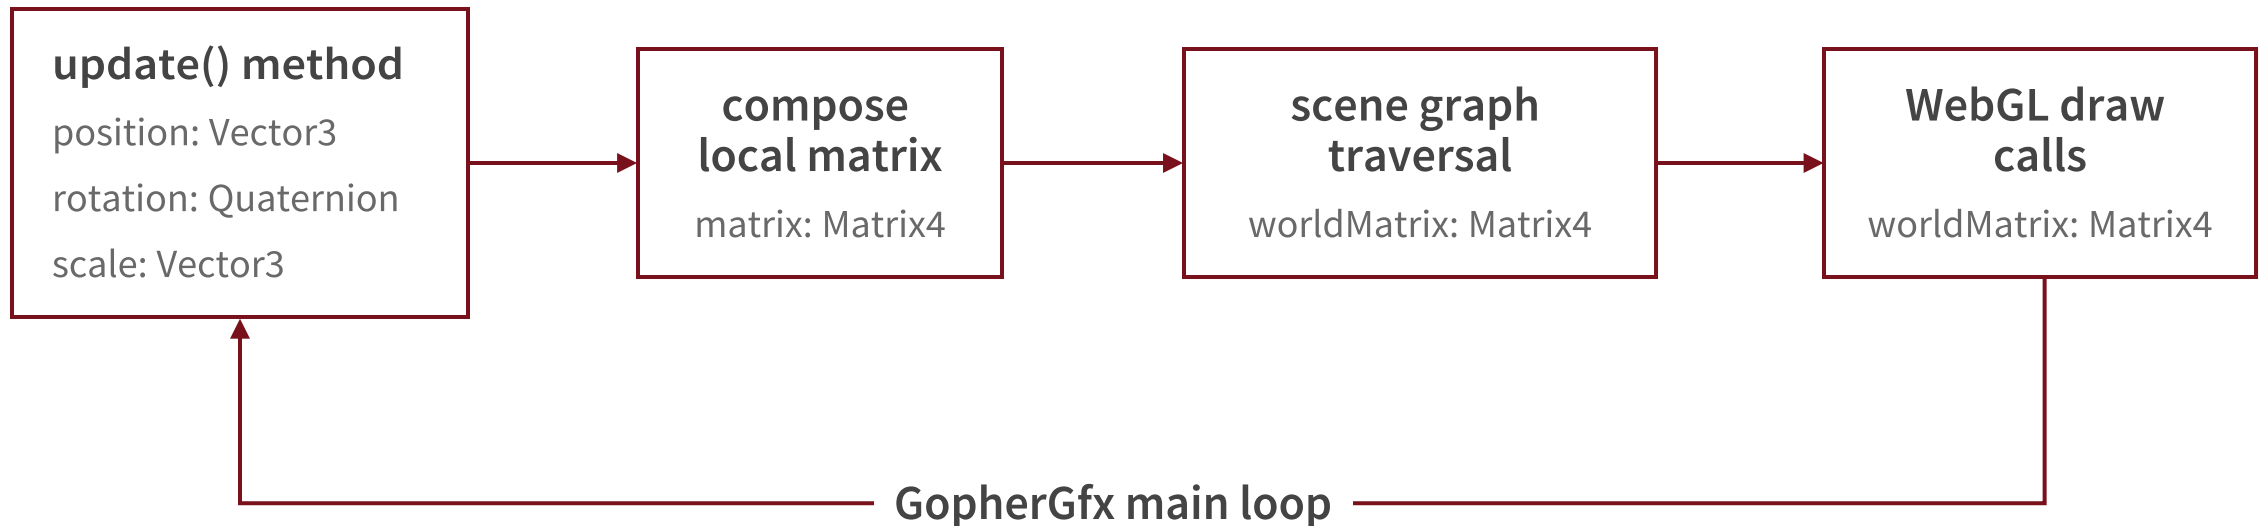 update() method
position: Vector3
rotation: Quaternion
scale: Vector3
compose
local matrix
matrix: Matrix4
scene graph
traversal
worldMatrix: Matrix4
WebGL draw
calls
worldMatrix: Matrix4
GopherGfx main loop